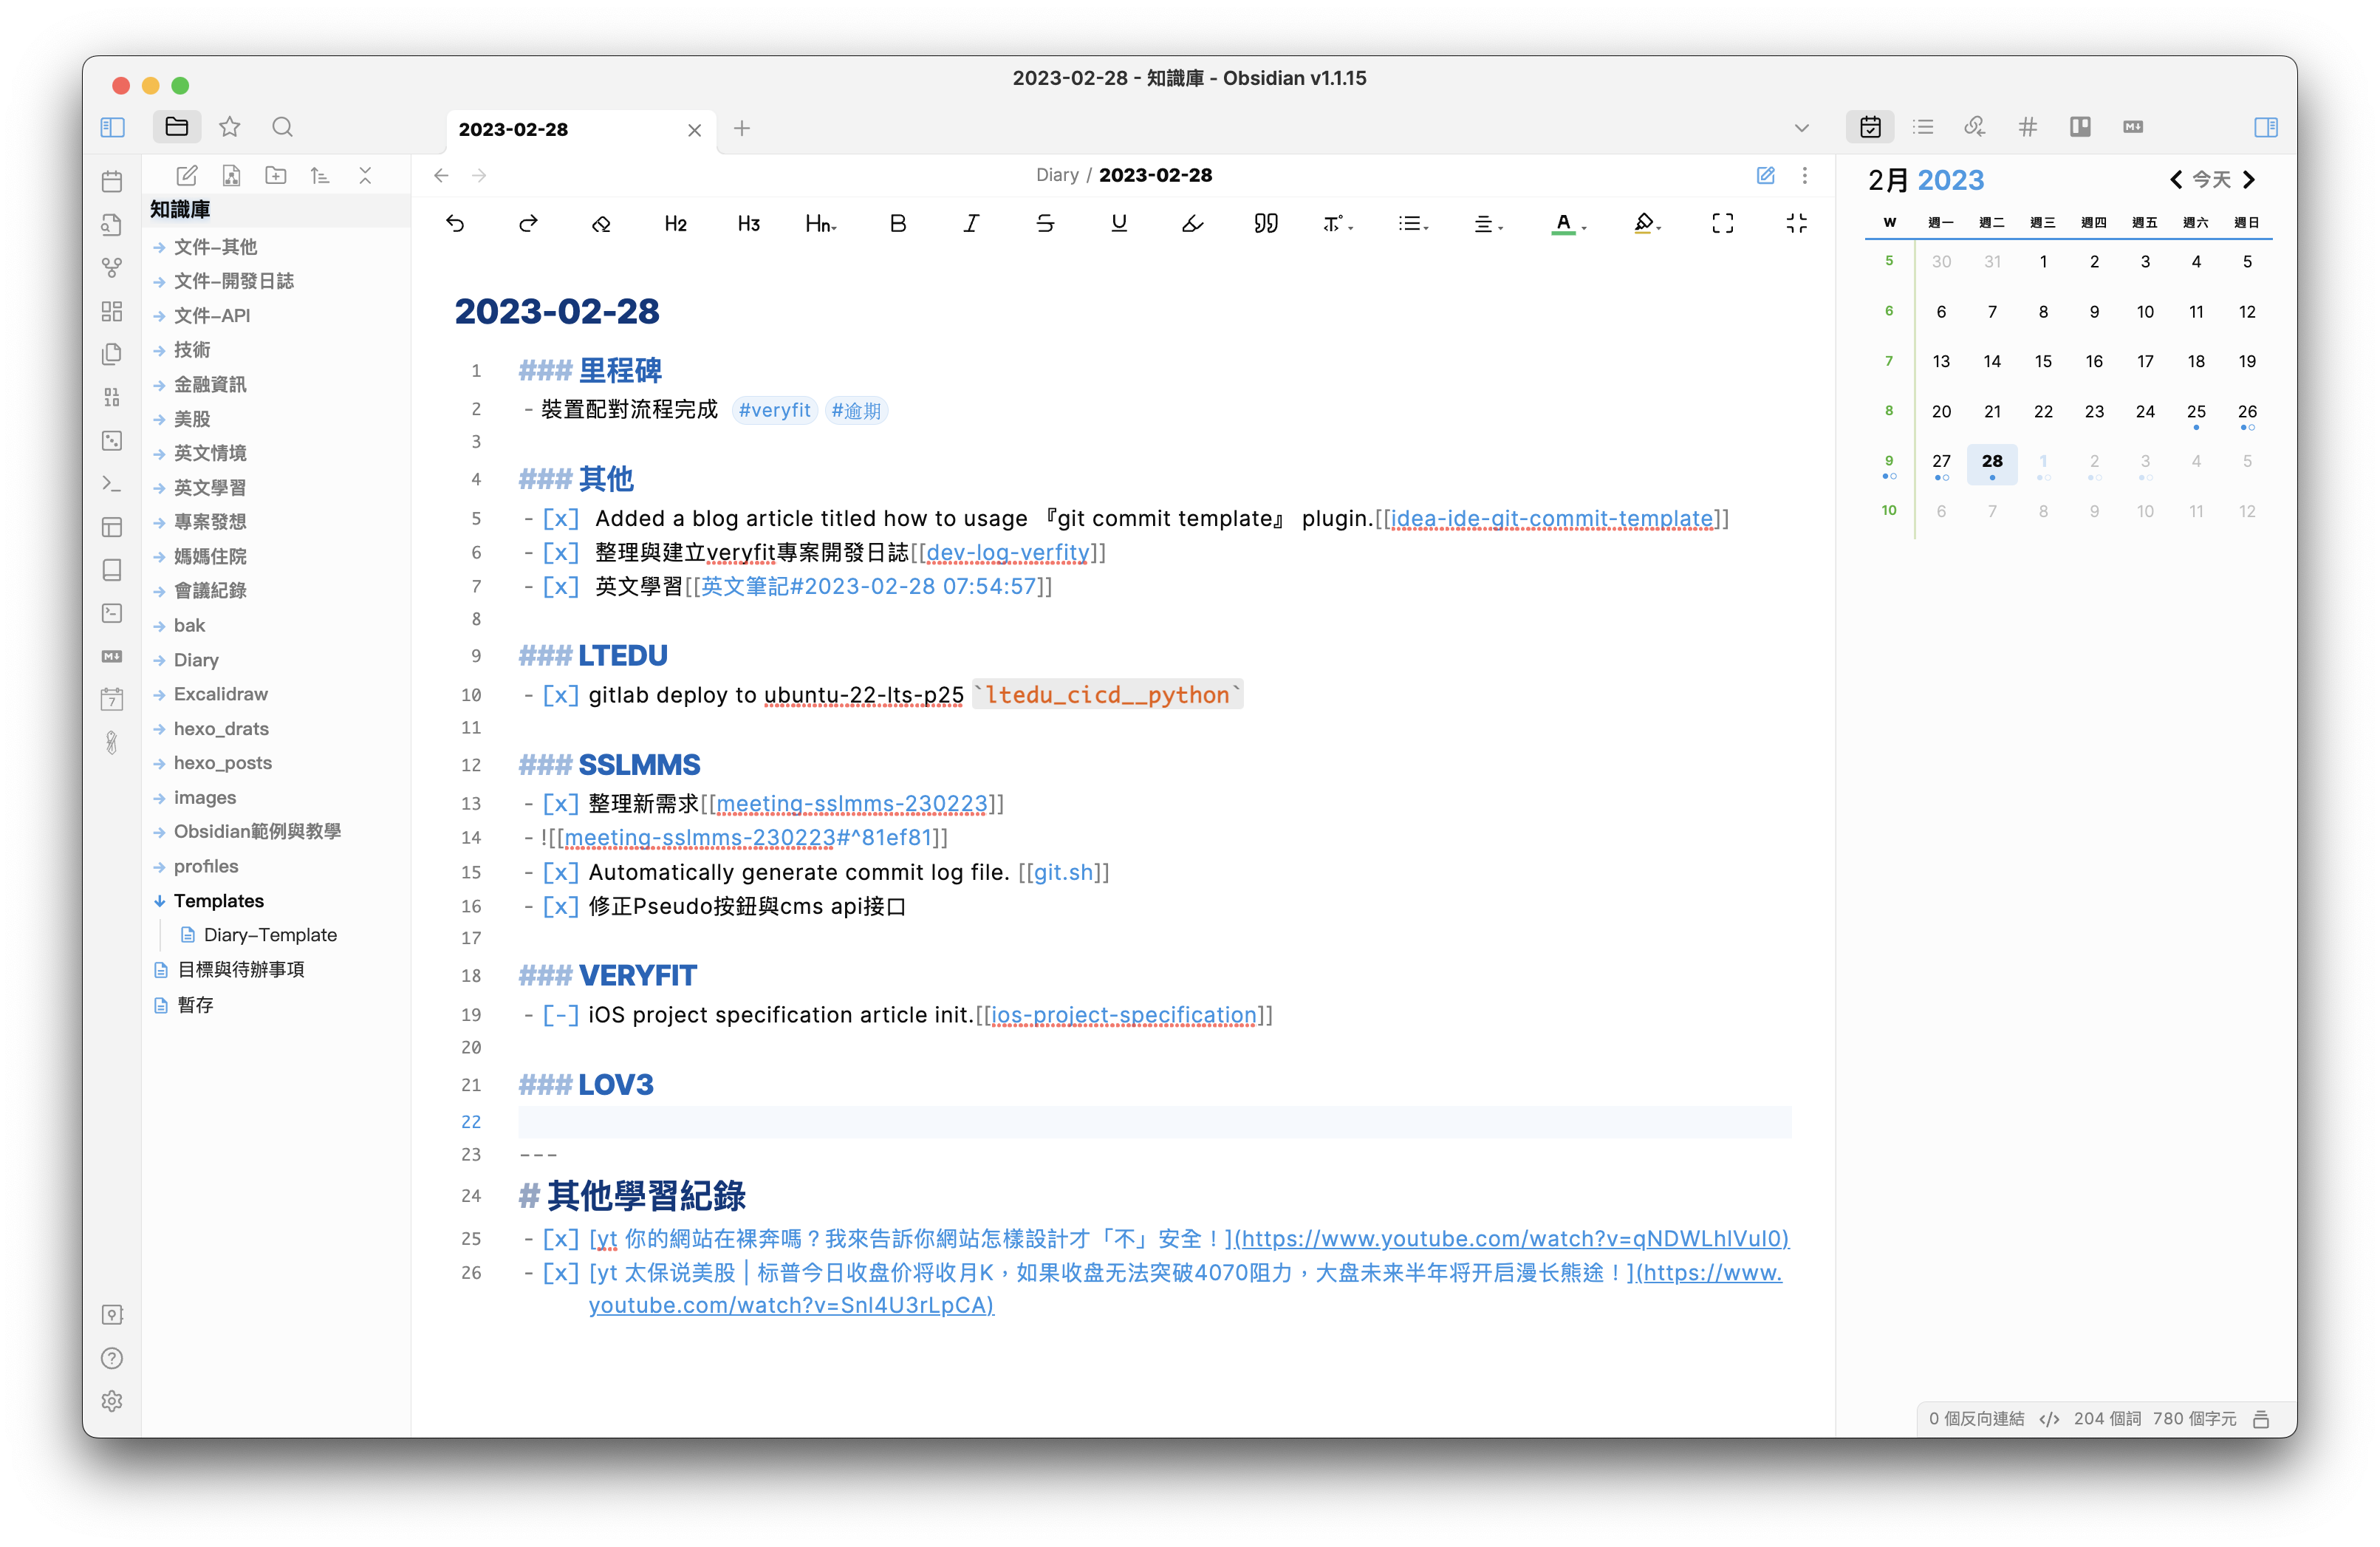 2023-02-28 - 知識庫 - Obsidian v1.1.15
2023-02-28
Diary / 2023-02-28
知識庫
文件–其他
文件–開發日誌
文件–API
技術
金融資訊
美股
英文情境
英文學習
專案發想
媽媽住院
會議紀錄
bak
Diary
Excalidraw
hexo_drats
hexo_posts
images
Obsidian範例與教學
profiles
Templates
Diary–Template
目標與待辦事項
暫存
H2 H3 Hn B I S U A
2023-02-28
1 ### 里程碑
2 - 裝置配對流程完成 #veryfit #逾期
3
4 ### 其他
5 - [x] Added a blog article titled how to usage 『git commit template』 plugin.[[idea-ide-git-commit-template]]
6 - [x] 整理與建立veryfit專案開發日誌[[dev-log-verfity]]
7 - [x] 英文學習[[英文筆記#2023-02-28 07:54:57]]
8
9 ### LTEDU
10 - [x] gitlab deploy to ubuntu-22-lts-p25 `ltedu_cicd__python`
11
12 ### SSLMMS
13 - [x] 整理新需求[[meeting-sslmms-230223]]
14 - ![[meeting-sslmms-230223#^81ef81]]
15 - [x] Automatically generate commit log file. [[git.sh]]
16 - [x] 修正Pseudo按鈕與cms api接口
17
18 ### VERYFIT
19 - [-] iOS project specification article init.[[ios-project-specification]]
20
21 ### LOV3
22
23 ---
24 # 其他學習紀錄
25 - [x] [yt 你的網站在裸奔嗎？我來告訴你網站怎樣設計才「不」安全！](https://www.youtube.com/watch?v=qNDWLhIVuI0)
26 - [x] [yt 太保说美股 | 标普今日收盘价将收月K，如果收盘无法突破4070阻力，大盘未来半年将开启漫长熊途！](https://www.
youtube.com/watch?v=SnI4U3rLpCA)
2月 2023 今天
W 週一 週二 週三 週四 週五 週六 週日
5 30 31 1 2 3 4 5
6 6 7 8 9 10 11 12
7 13 14 15 16 17 18 19
8 20 21 22 23 24 25 26
9 27 28 1 2 3 4 5
10 6 7 8 9 10 11 12
0 個反向連結 </> 204 個詞 780 個字元